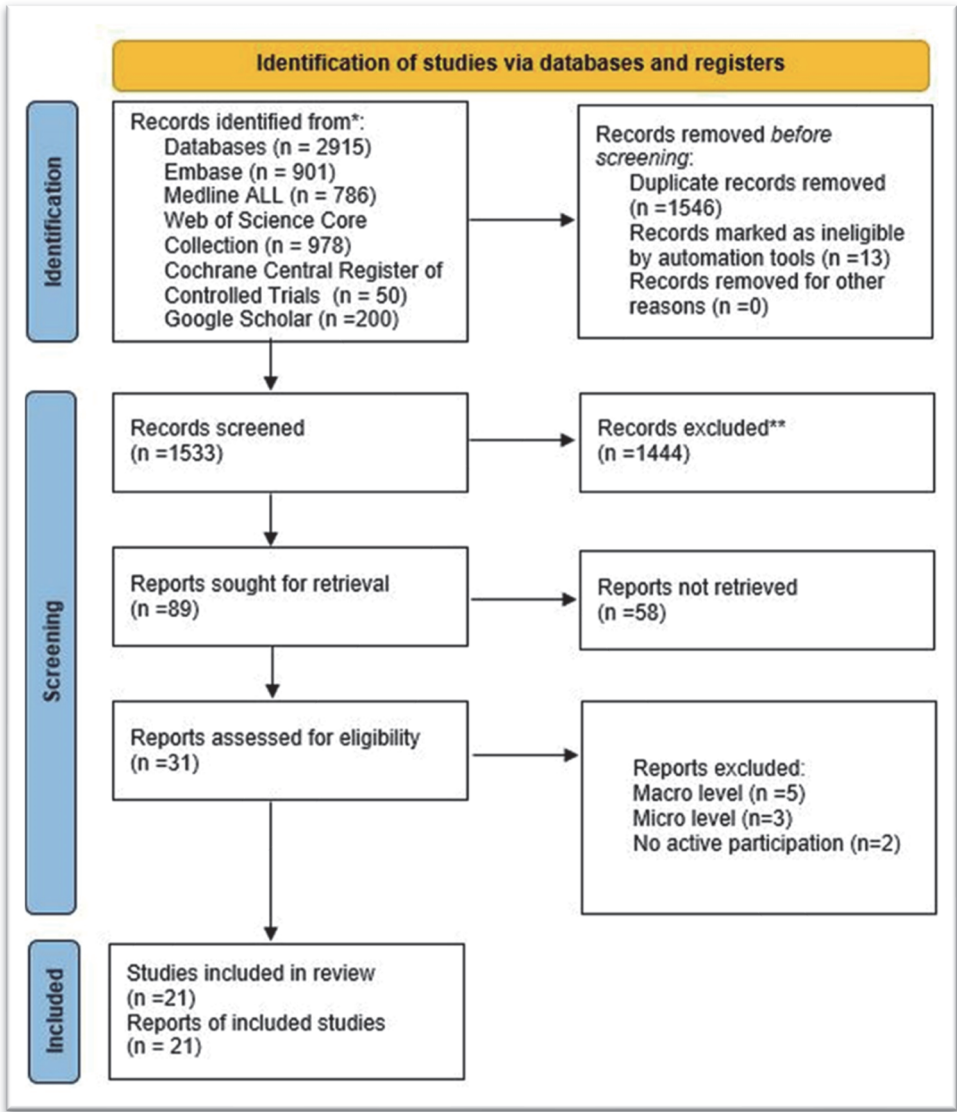 Identification of studies via databases and registers
Identification
Records identified from*:
Databases (n = 2915)
Embase (n = 901)
Medline ALL (n = 786)
Web of Science Core
Collection (n = 978)
Cochrane Central Register of
Controlled Trials (n = 50)
Google Scholar (n =200)
Records removed before
screening:
Duplicate records removed
(n =1546)
Records marked as ineligible
by automation tools (n =13)
Records removed for other
reasons (n =0)
Screening
Records screened
(n =1533)
Records excluded**
(n =1444)
Reports sought for retrieval
(n =89)
Reports not retrieved
(n =58)
Reports assessed for eligibility
(n =31)
Reports excluded:
Macro level (n =5)
Micro level (n=3)
No active participation (n=2)
Included
Studies included in review
(n =21)
Reports of included studies
(n = 21)